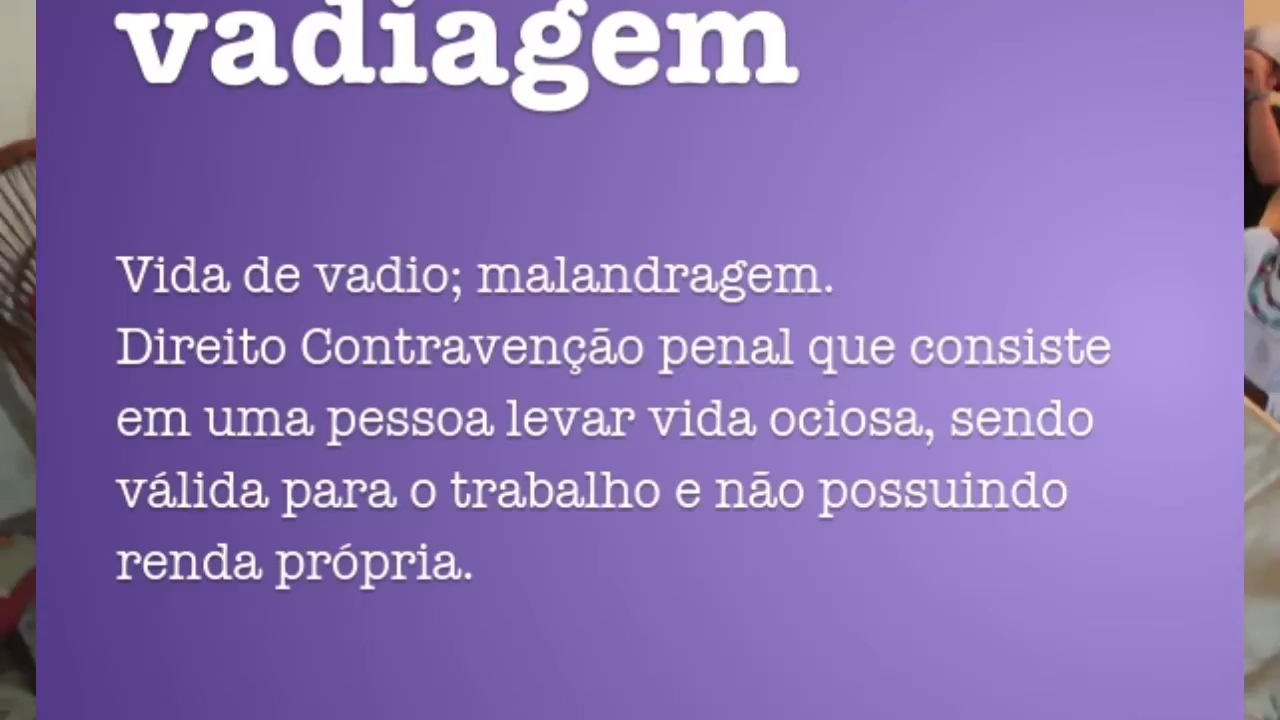 vadiagem
Vida de vadio; malandragem.
Direito Contravenção penal que consiste
em uma pessoa levar vida ociosa, sendo
válida para o trabalho e não possuindo
renda própria.